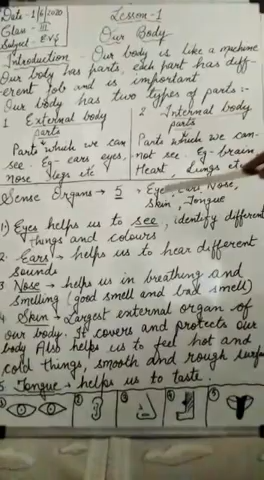 Date - 1/6/2020
Lesson-1
Class - III
Our Body
Subject - EVS
Introduction - Our body is like a machine
Our body has parts, each part has diff-
erent job and is important
Our body has two types of parts:-
1 External body parts
Parts which we can
see. Eg- ears eyes,
nose legs etc
2 Internal body parts
Parts which we can-
not see. Eg- brain
Heart, Lungs etc
Sense Organs → 5 → Eyes Ears, Nose,
Skin, Tongue
1) Eyes helps us to see, identify different
things and colours
2. Ears → helps us to hear different
sounds
3 Nose → helps us in breathing and
smelling (good smell and bad smell)
4 Skin → Largest external organ of
our body. It covers and protects our
body Also helps us to feel hot and
cold things, smooth and rough surface
5 Tongue → helps us to taste.
1 2 3 4 5